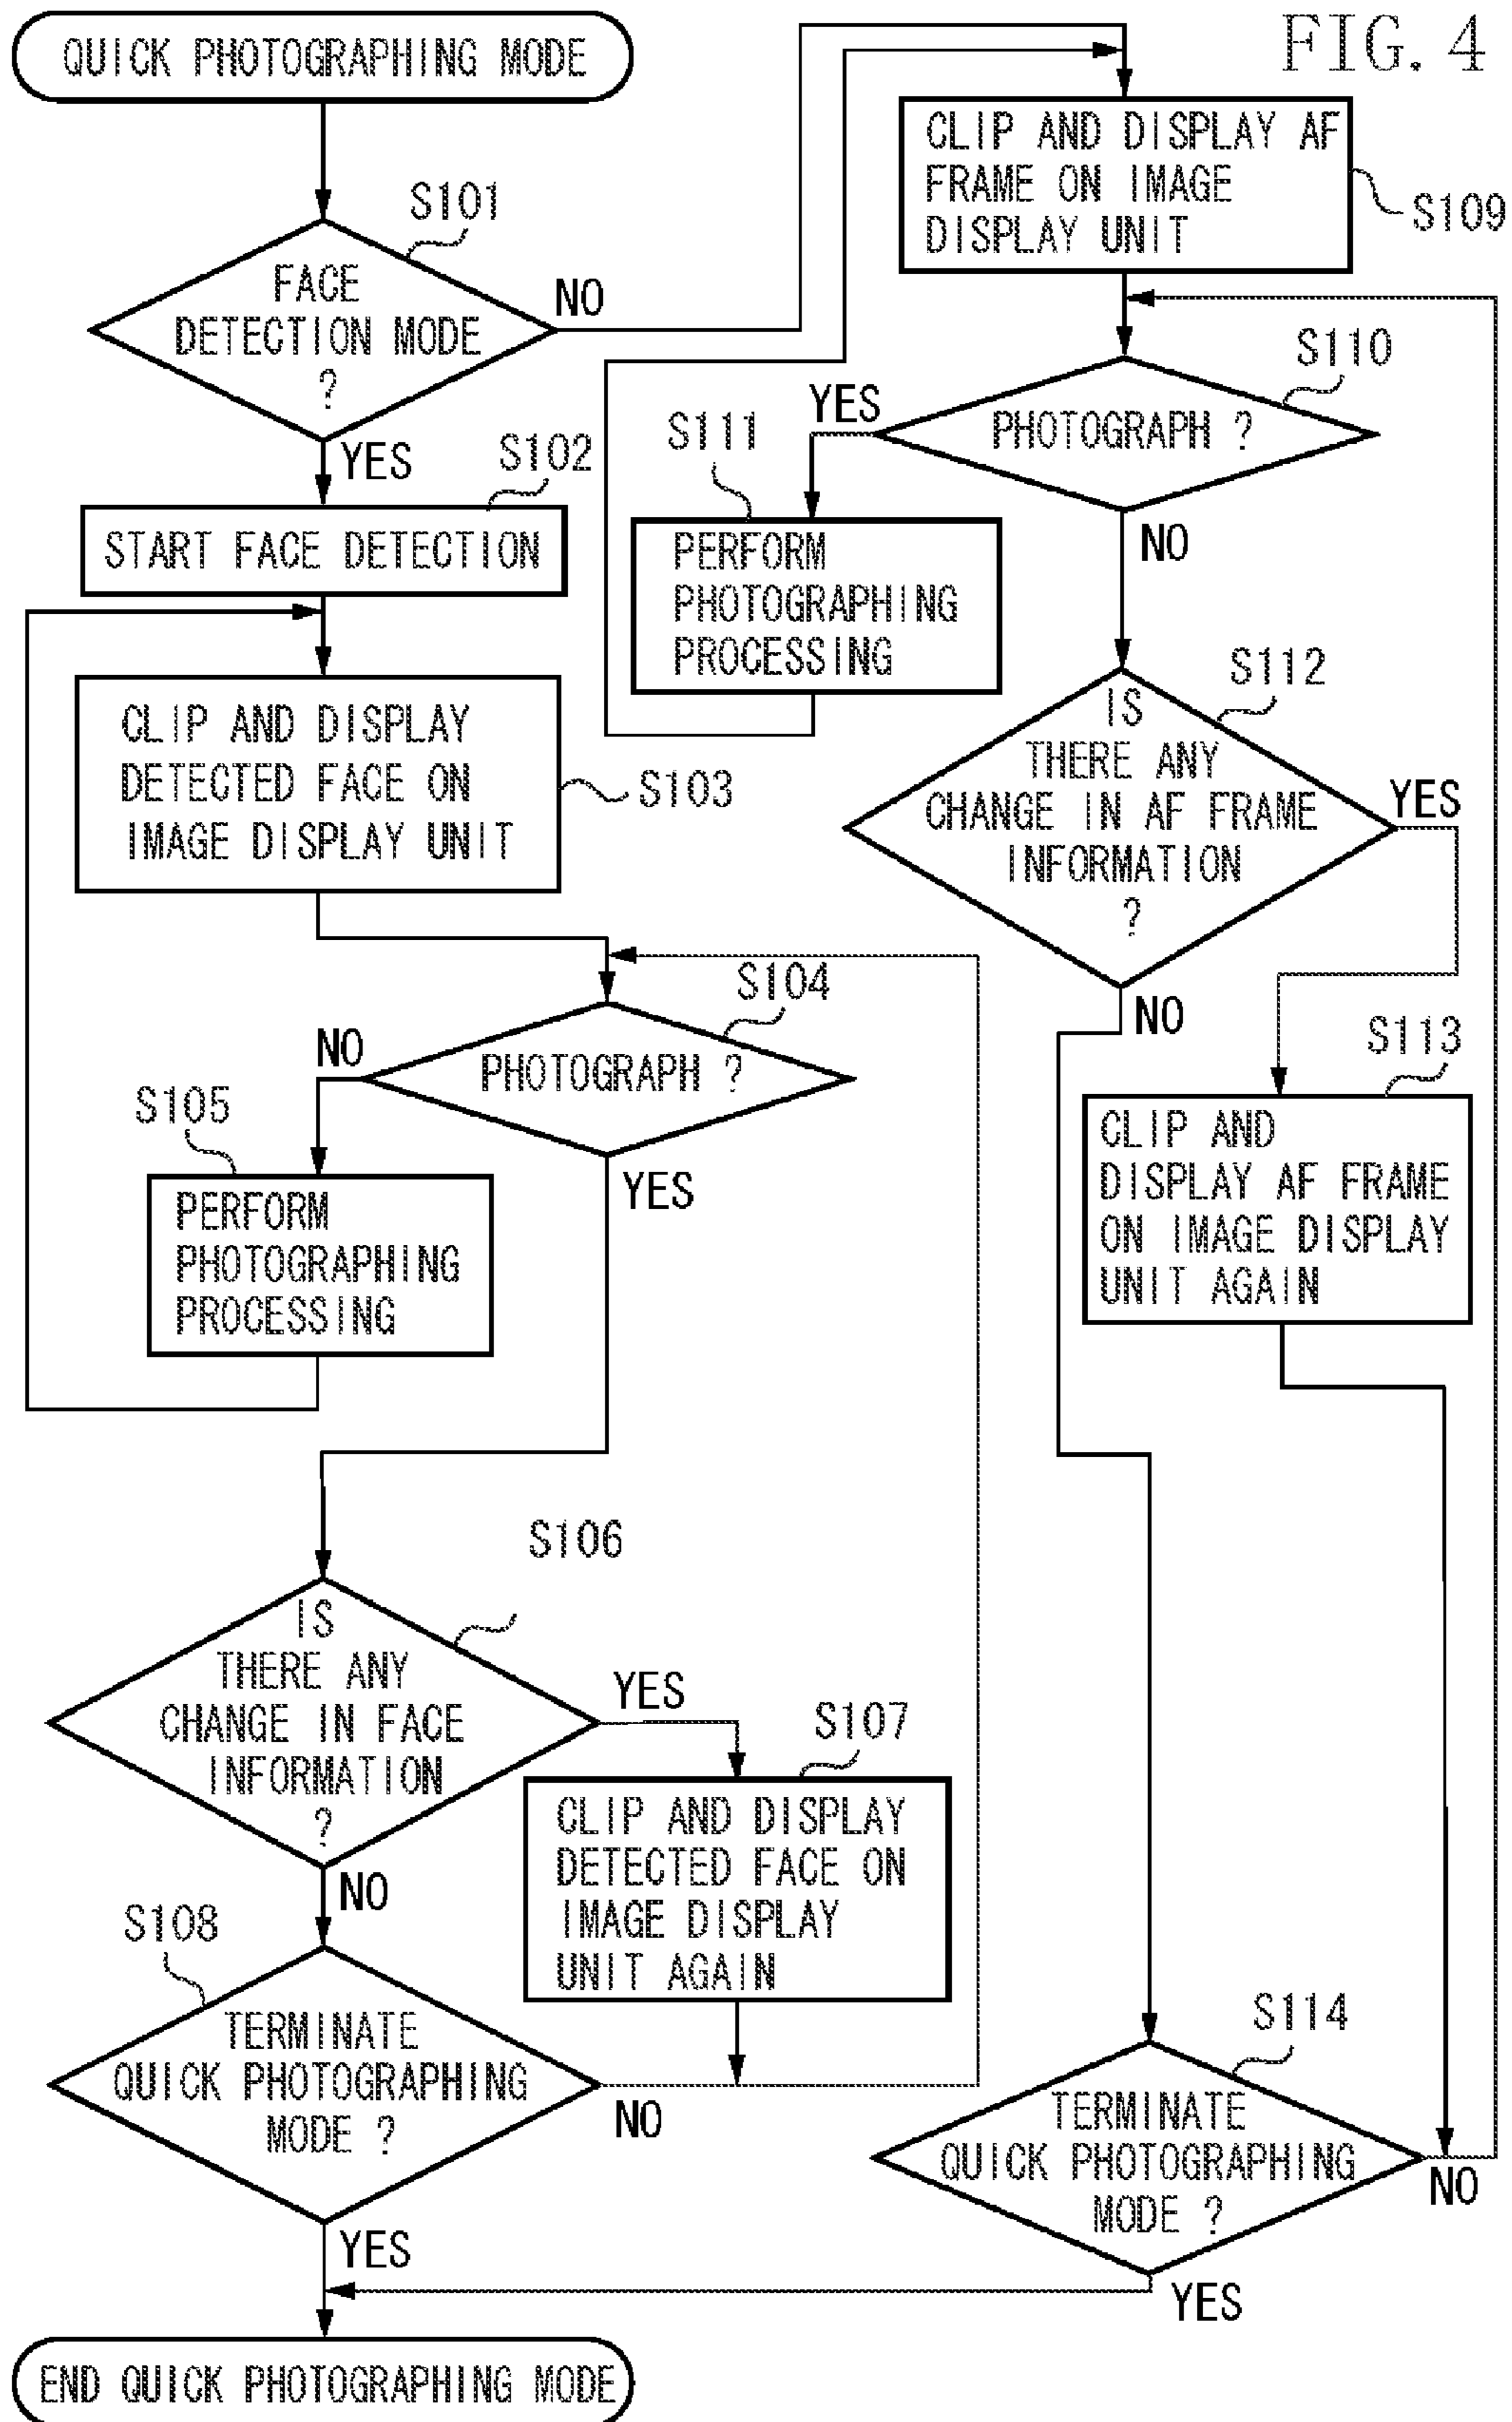 FIG. 4
QUICK PHOTOGRAPHING MODE
S101
FACE
DETECTION MODE
?
NO
YES
S102
START FACE DETECTION
CLIP AND DISPLAY
DETECTED FACE ON
IMAGE DISPLAY UNIT
S103
S104
PHOTOGRAPH ?
NO
YES
S105
PERFORM
PHOTOGRAPHING
PROCESSING
S106
IS
THERE ANY
CHANGE IN FACE
INFORMATION
?
YES
NO
S107
CLIP AND DISPLAY
DETECTED FACE ON
IMAGE DISPLAY
UNIT AGAIN
S108
TERMINATE
QUICK PHOTOGRAPHING
MODE ?
NO
YES
END QUICK PHOTOGRAPHING MODE
CLIP AND DISPLAY AF
FRAME ON IMAGE
DISPLAY UNIT
S109
S110
PHOTOGRAPH ?
YES
NO
S111
PERFORM
PHOTOGRAPHING
PROCESSING
S112
IS
THERE ANY
CHANGE IN AF FRAME
INFORMATION
?
YES
NO
S113
CLIP AND
DISPLAY AF FRAME
ON IMAGE DISPLAY
UNIT AGAIN
S114
TERMINATE
QUICK PHOTOGRAPHING
MODE ?
NO
YES